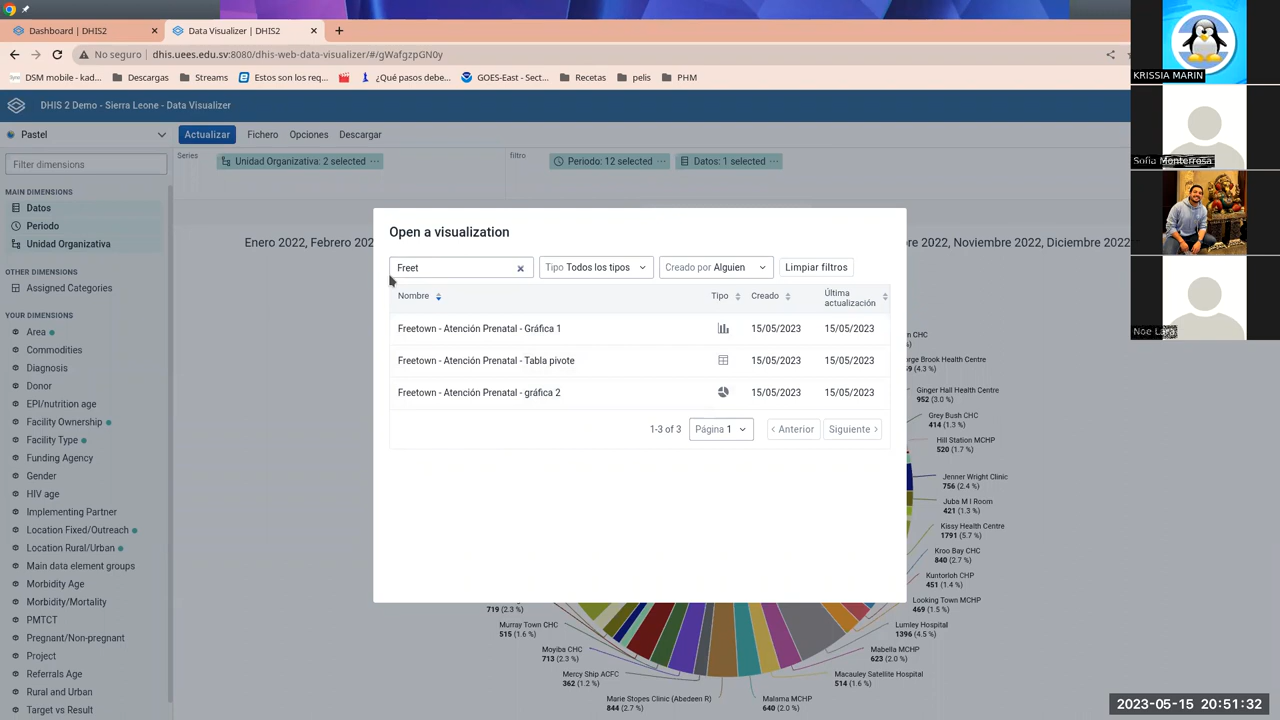 Dashboard | DHIS2
Data Visualizer | DHIS2
No seguro
dhis.uees.edu.sv:8080/dhis-web-data-visualizer/#/gWafgzpGN0y
DSM mobile - kad...
Descargas
Streams
Estos son los req...
¿Qué pasos debe...
GOES-East - Sect...
Recetas
pelis
PHM
DHIS 2 Demo - Sierra Leone - Data Visualizer
Pastel
Actualizar
Fichero
Opciones
Descargar
Series
Unidad Organizativa: 2 selected
filtro
Periodo: 12 selected
Datos: 1 selected
Filter dimensions
MAIN DIMENSIONS
Datos
Periodo
Unidad Organizativa
OTHER DIMENSIONS
Assigned Categories
YOUR DIMENSIONS
Area
Commodities
Diagnosis
Donor
EPI/nutrition age
Facility Ownership
Facility Type
Funding Agency
Gender
HIV age
Implementing Partner
Location Fixed/Outreach
Location Rural/Urban
Main data element groups
Morbidity Age
Morbidity/Mortality
PMTCT
Pregnant/Non-pregnant
Project
Referrals Age
Rural and Urban
Target vs Result
Enero 2022, Febrero 202
re 2022, Noviembre 2022, Diciembre 2022
Open a visualization
Freet
Tipo Todos los tipos
Creado por Alguien
Limpiar filtros
Nombre
Tipo
Creado
Última
actualización
Freetown - Atención Prenatal - Gráfica 1
15/05/2023
15/05/2023
Freetown - Atención Prenatal - Tabla pivote
15/05/2023
15/05/2023
Freetown - Atención Prenatal - gráfica 2
15/05/2023
15/05/2023
1-3 of 3
Página 1
Anterior
Siguiente
n CHC
%)
rge Brook Health Centre
59 (4.3 %)
Ginger Hall Health Centre
952 (3.0 %)
Grey Bush CHC
414 (1.3 %)
Hill Station MCHP
520 (1.7 %)
Jenner Wright Clinic
756 (2.4 %)
Juba M I Room
421 (1.3 %)
Kissy Health Centre
1791 (5.7 %)
Kroo Bay CHC
840 (2.7 %)
Kuntorloh CHP
451 (1.4 %)
Looking Town MCHP
469 (1.5 %)
Lumley Hospital
1396 (4.5 %)
Mabella MCHP
623 (2.0 %)
Macauley Satellite Hospital
514 (1.6 %)
Malama MCHP
640 (2.0 %)
Marie Stopes Clinic (Abedeen R)
844 (2.7 %)
Mercy Ship ACFC
362 (1.2 %)
Moyiba CHC
713 (2.3 %)
Murray Town CHC
515 (1.6 %)
719 (2.3 %)
KRISSIA MARIN
Sofia Monterrosa
Noe Lara
2023-05-15 20:51:32